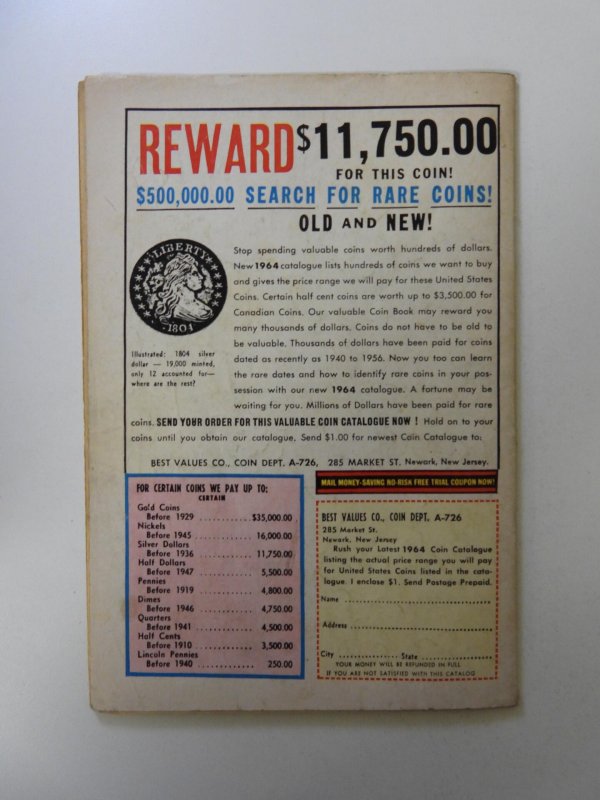 REWARD $11,750.00
FOR THIS COIN!
$500,000.00 SEARCH FOR RARE COINS!
OLD AND NEW!
LIBERTY
1804
Illustrated: 1804 silver
dollar — 19,000 minted,
only 12 accounted for—
where are the rest?
Stop spending valuable coins worth hundreds of dollars.
New 1964 catalogue lists hundreds of coins we want to buy
and gives the price range we will pay for these United States
Coins. Certain half cent coins are worth up to $3,500.00 for
Canadian Coins. Our valuable Coin Book may reward you
many thousands of dollars. Coins do not have to be old to
be valuable. Thousands of dollars have been paid for coins
dated as recently as 1940 to 1956. Now you too can learn
the rare dates and how to identify rare coins in your pos-
session with our new 1964 catalogue. A fortune may be
waiting for you. Millions of Dollars have been paid for rare
coins. SEND YOUR ORDER FOR THIS VALUABLE COIN CATALOGUE NOW ! Hold on to your
coins until you obtain our catalogue. Send $1.00 for newest Coin Catalogue to:
BEST VALUES CO., COIN DEPT. A-726, 285 MARKET ST. Newark, New Jersey.
FOR CERTAIN COINS WE PAY UP TO:
CERTAIN
Gold Coins
Before 1929 ............ $35,000.00
Nickels
Before 1945 ............ 16,000.00
Silver Dollars
Before 1936 ............ 11,750.00
Half Dollars
Before 1947 ............ 5,500.00
Pennies
Before 1919 ............ 4,800.00
Dimes
Before 1946 ............ 4,750.00
Quarters
Before 1941 ............ 4,500.00
Half Cents
Before 1910 ............ 3,500.00
Lincoln Pennies
Before 1940 ............ 250.00
MAIL MONEY-SAVING NO-RISK FREE TRIAL COUPON NOW!
BEST VALUES CO., COIN DEPT. A-726
285 Market St.
Newark, New Jersey
Rush your Latest 1964 Coin Catalogue
listing the actual price range you will pay
for United States Coins listed in the cata-
logue. I enclose $1. Send Postage Prepaid.
Name
Address
City State
YOUR MONEY WILL BE REFUNDED IN FULL
IF YOU ARE NOT SATISFIED WITH THIS CATALOG